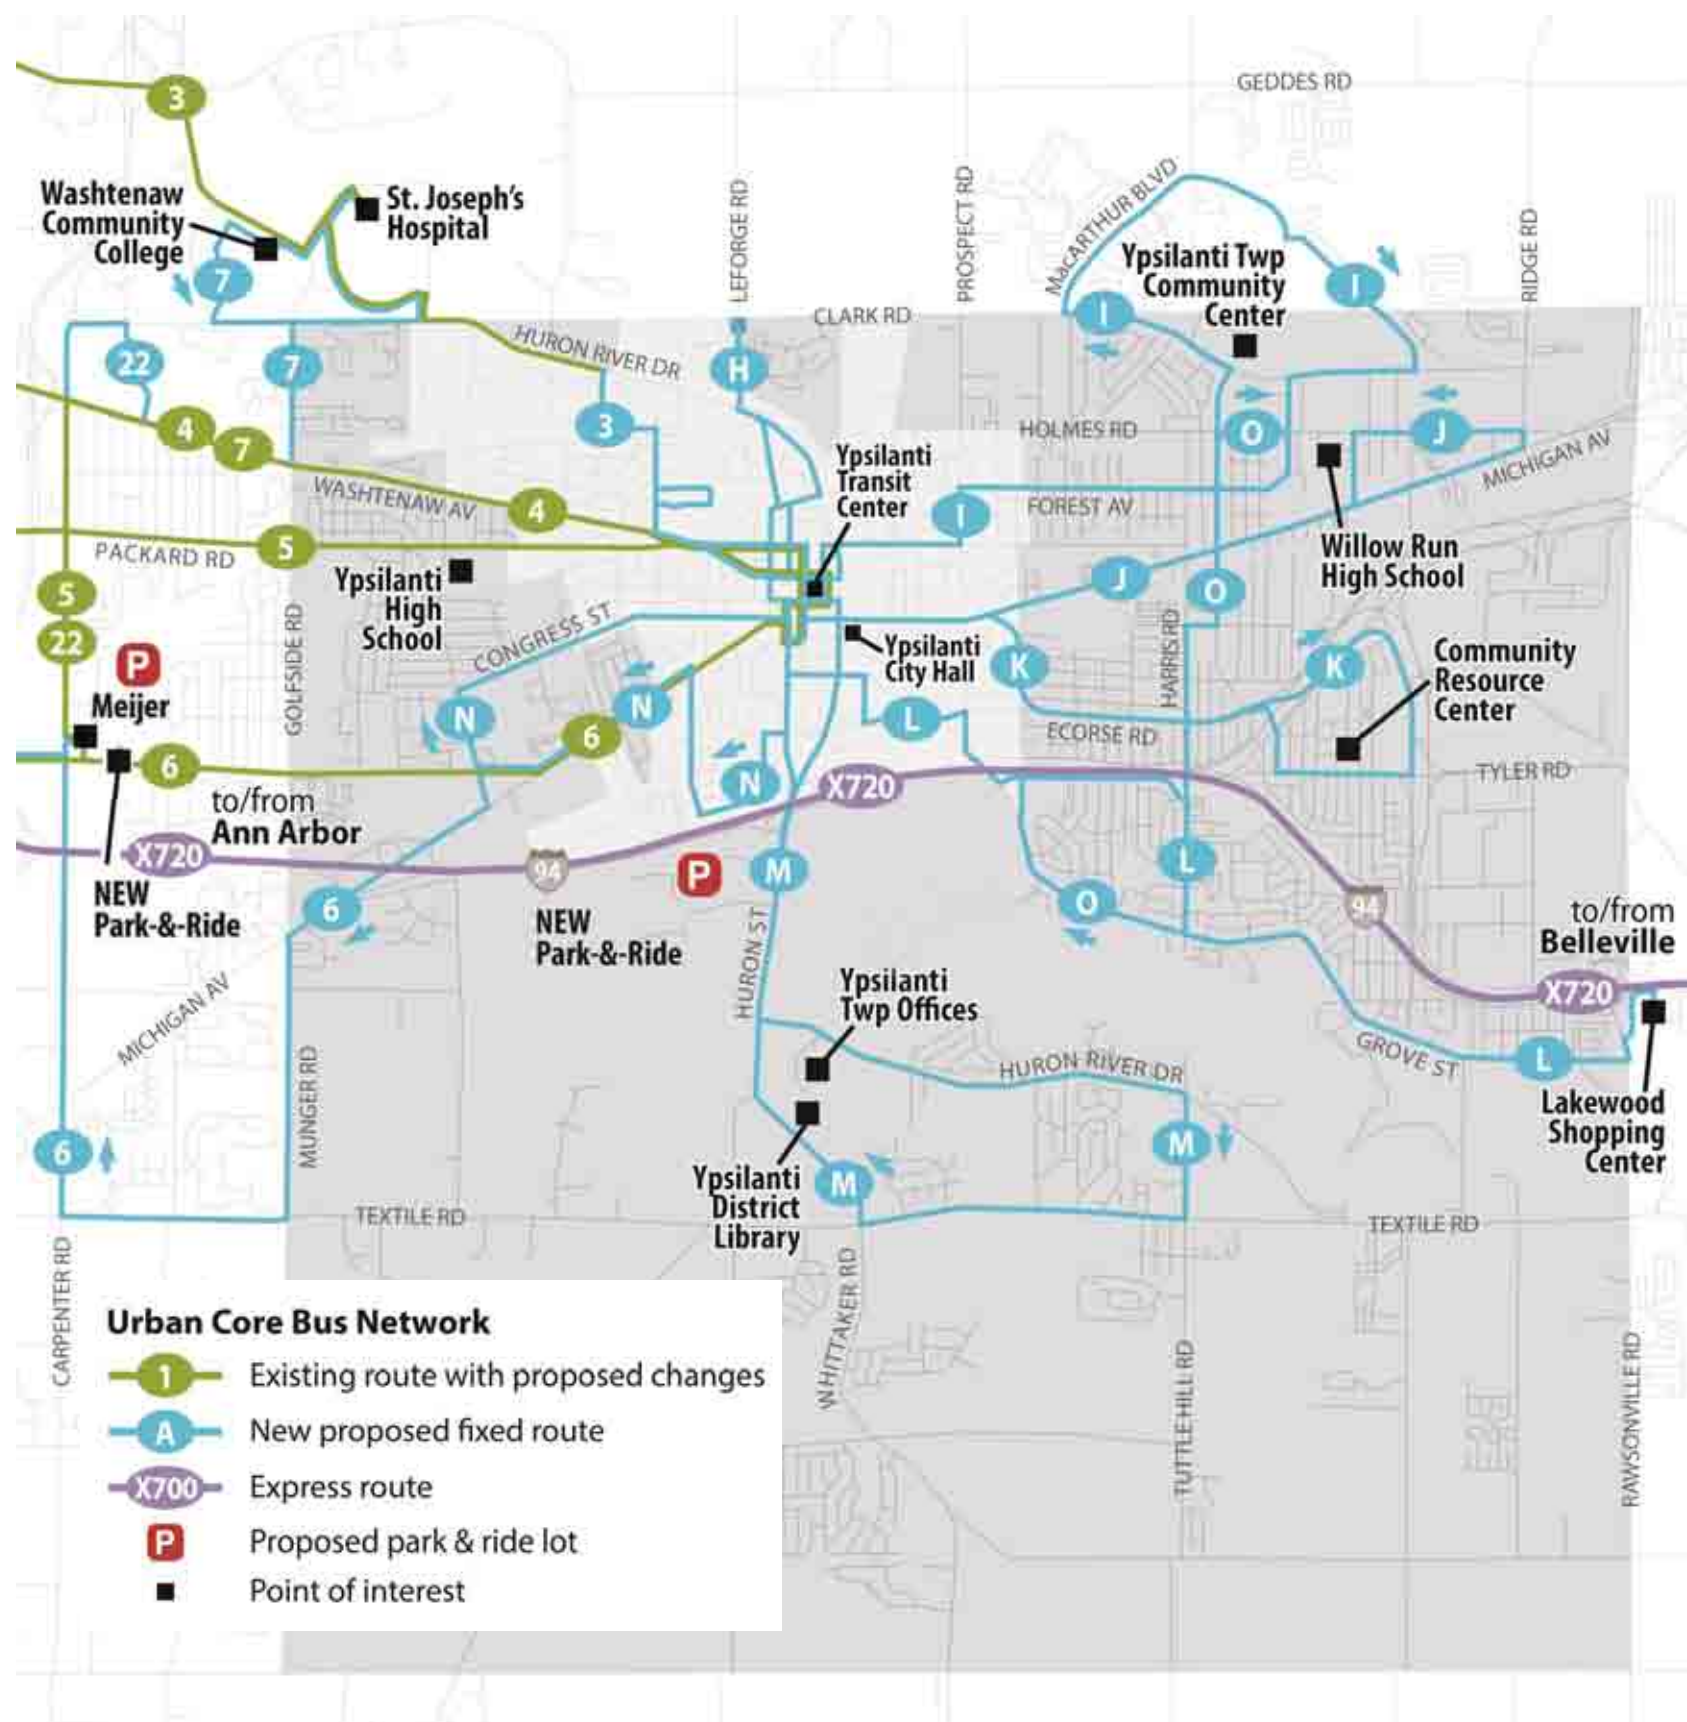 GEDDES RD
3
Washtenaw
Community
College
St. Joseph's
Hospital
LEFORGE RD
PROSPECT RD
MacARTHUR BLVD
RIDGE RD
Ypsilanti Twp
Community
Center
7
I
I
CLARK RD
HURON RIVER DR
22
7
H
3
4
7
HOLMES RD
O
J
MICHIGAN AV
Ypsilanti
Transit
Center
WASHTENAW AV
4
I
FOREST AV
PACKARD RD
5
Ypsilanti
High
School
Willow Run
High School
J
O
5
22
P
Meijer
GOLFSIDE RD
CONGRESS ST
Ypsilanti
City Hall
K
HARRIS RD
K
Community
Resource
Center
N
N
6
L
ECORSE RD
6
N
X720
TYLER RD
to/from
Ann Arbor
X720
94
P
M
L
NEW
Park-&-Ride
6
NEW
Park-&-Ride
O
94
to/from
Belleville
HURON ST
X720
MICHIGAN AV
Ypsilanti
Twp Offices
HURON RIVER DR
GROVE ST
L
MUNGER RD
Lakewood
Shopping
Center
6
M
M
Ypsilanti
District
Library
TEXTILE RD
TEXTILE RD
CARPENTER RD
WHITTAKER RD
TUTTLE HILL RD
RAWSONVILLE RD
Urban Core Bus Network
1 Existing route with proposed changes
A New proposed fixed route
X700 Express route
P Proposed park & ride lot
Point of interest